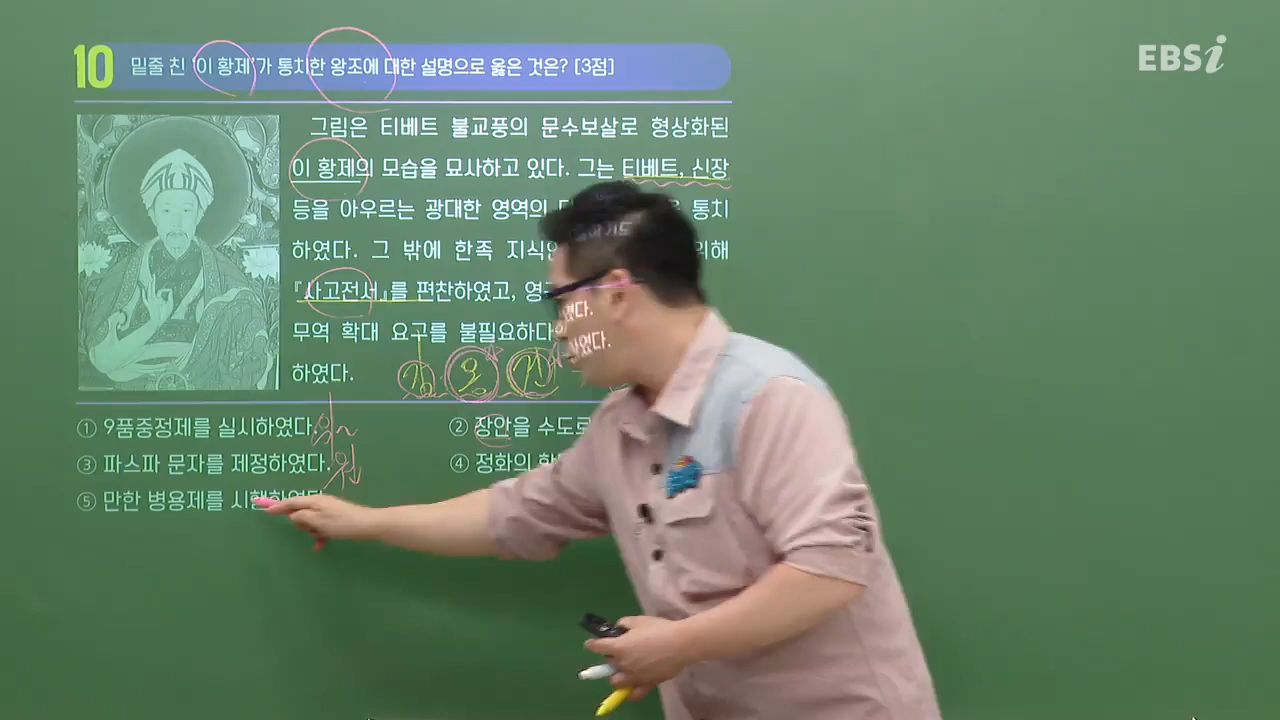 EBSi
10 밑줄 친 '이 황제'가 통치한 왕조에 대한 설명으로 옳은 것은? [3점]
그림은 티베트 불교풍의 문수보살로 형상화된
이 황제의 모습을 묘사하고 있다. 그는 티베트, 신장
등을 아우르는 광대한 영역의 통치
하였다. 그 밖에 한족 위해
『사고전서』를 편찬하였고,
무역 확대 요구를 불필요하다
하였다. 강 옹 건
① 9품중정제를 실시하였다.
② 장안을 수도로
③ 파스파 문자를 제정하였다. 원
④ 정화의
⑤ 만한 병용제를 시행하였다.